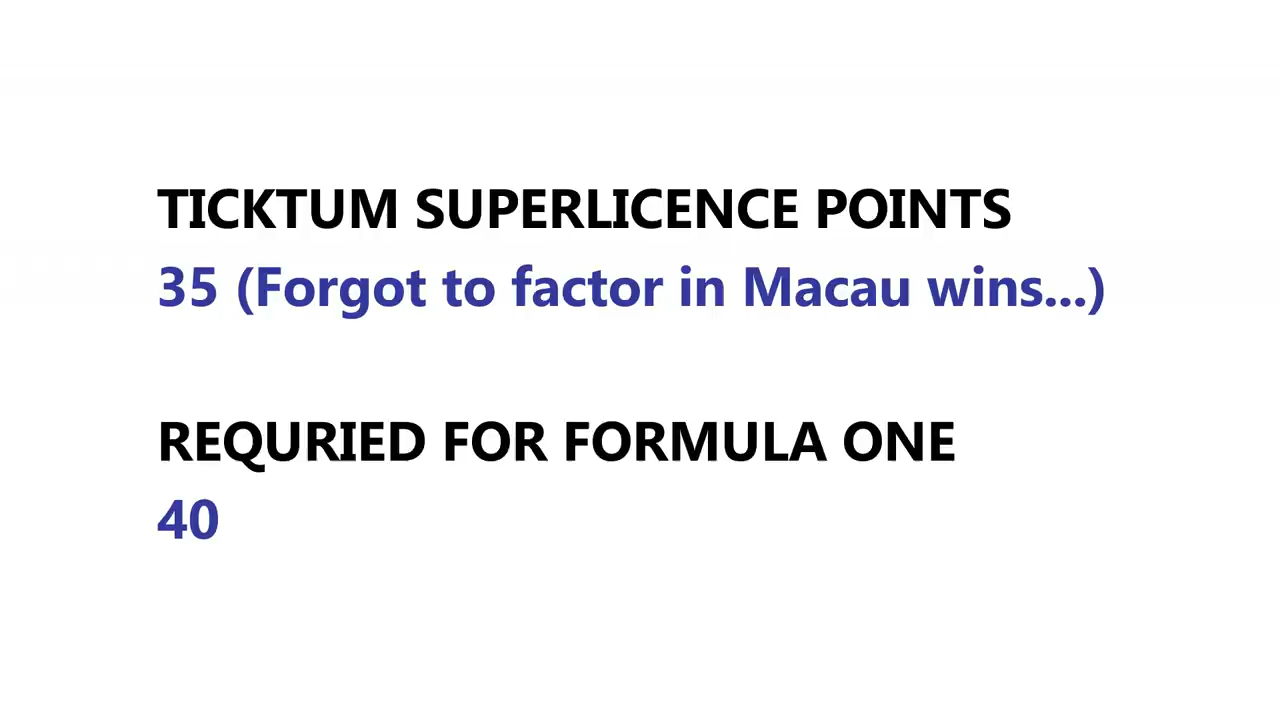 TICKTUM SUPERLICENCE POINTS
35 (Forgot to factor in Macau wins...)
REQURIED FOR FORMULA ONE
40